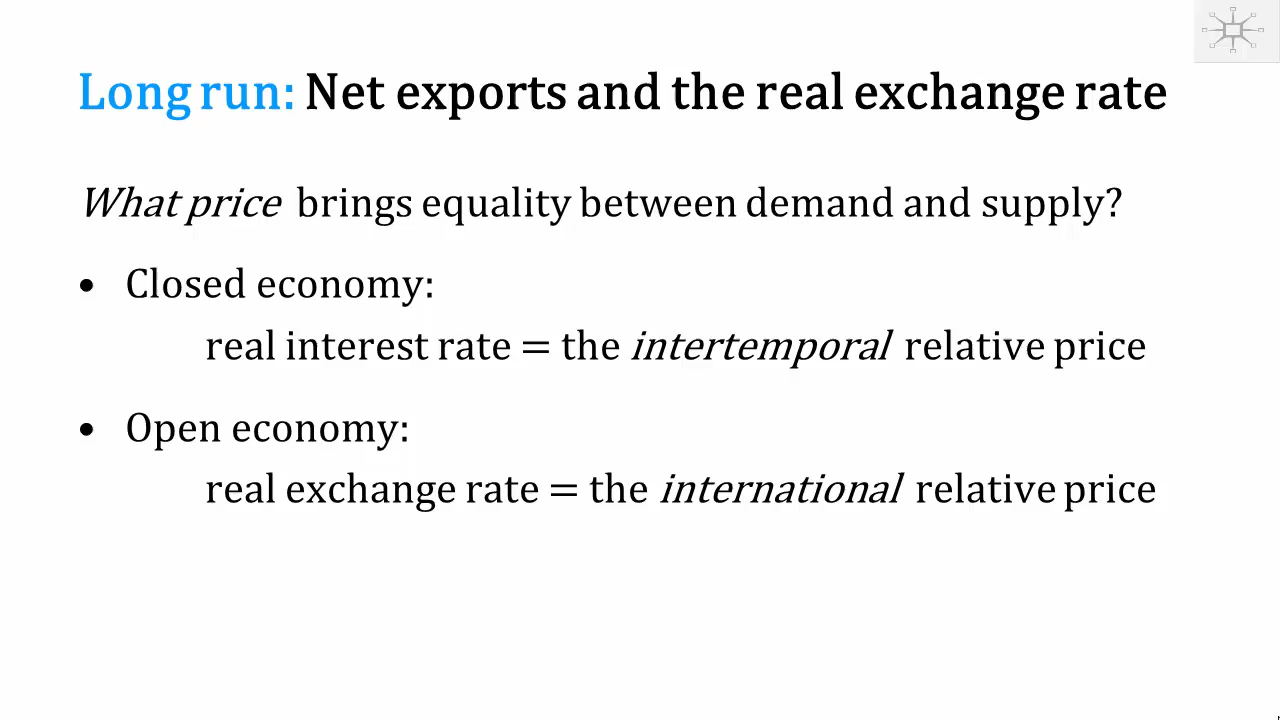 Long run: Net exports and the real exchange rate
What price brings equality between demand and supply?
• Closed economy:
real interest rate = the intertemporal relative price
• Open economy:
real exchange rate = the international relative price